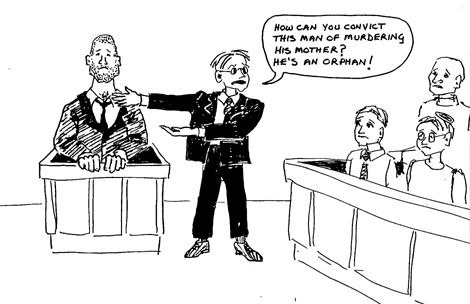 HOW CAN YOU CONVICT
THIS MAN OF MURDERING
HIS MOTHER?
HE'S AN ORPHAN!